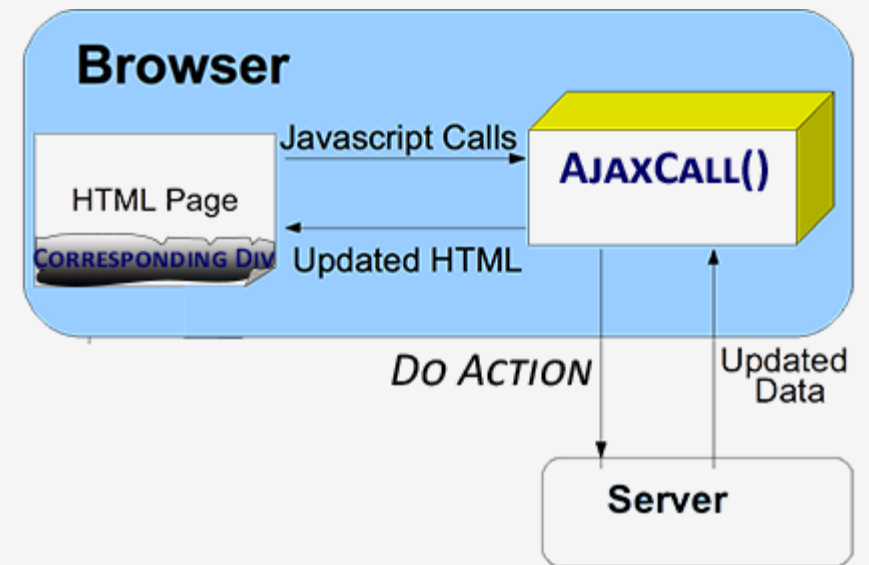 Browser
Javascript Calls
AJAXCALL()
HTML Page
CORRESPONDING DIV
Updated HTML
DO ACTION
Updated
Data
Server